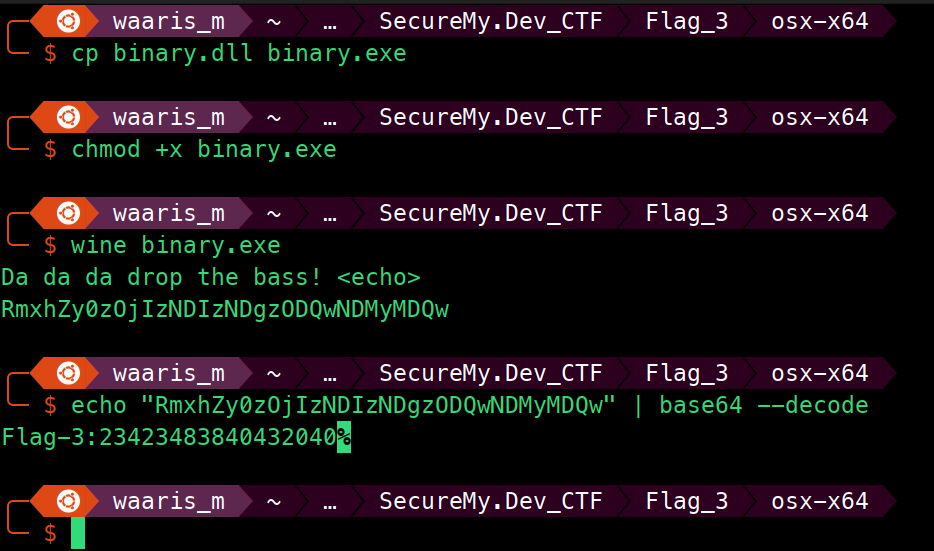 waaris_m ~ … SecureMy.Dev_CTF Flag_3 osx-x64
$ cp binary.dll binary.exe
waaris_m ~ … SecureMy.Dev_CTF Flag_3 osx-x64
$ chmod +x binary.exe
waaris_m ~ … SecureMy.Dev_CTF Flag_3 osx-x64
$ wine binary.exe
Da da da drop the bass! <echo>
RmxhZy0zOjIzNDIzNDgzODQwNDMyMDQw
waaris_m ~ … SecureMy.Dev_CTF Flag_3 osx-x64
$ echo "RmxhZy0zOjIzNDIzNDgzODQwNDMyMDQw" | base64 --decode
Flag-3:23423483840432040%
waaris_m ~ … SecureMy.Dev_CTF Flag_3 osx-x64
$